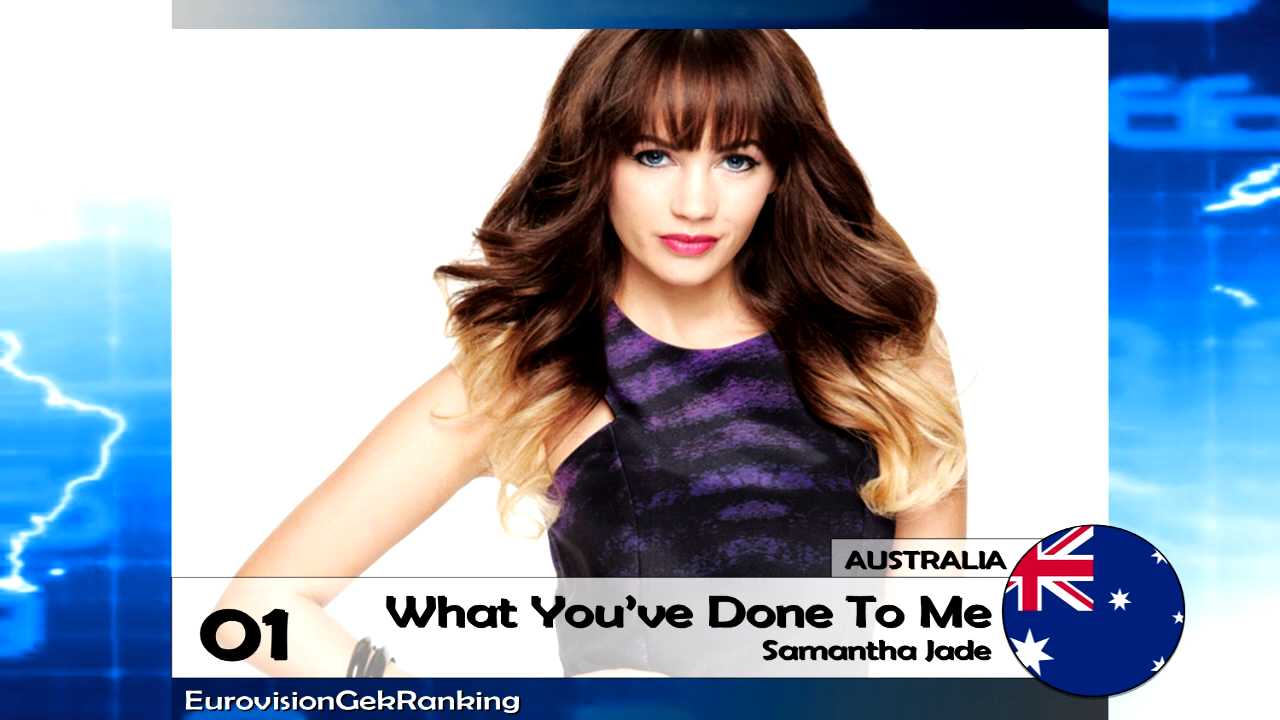 AUSTRALIA
01
What You've Done To Me
Samantha Jade
EurovisionGekRanking